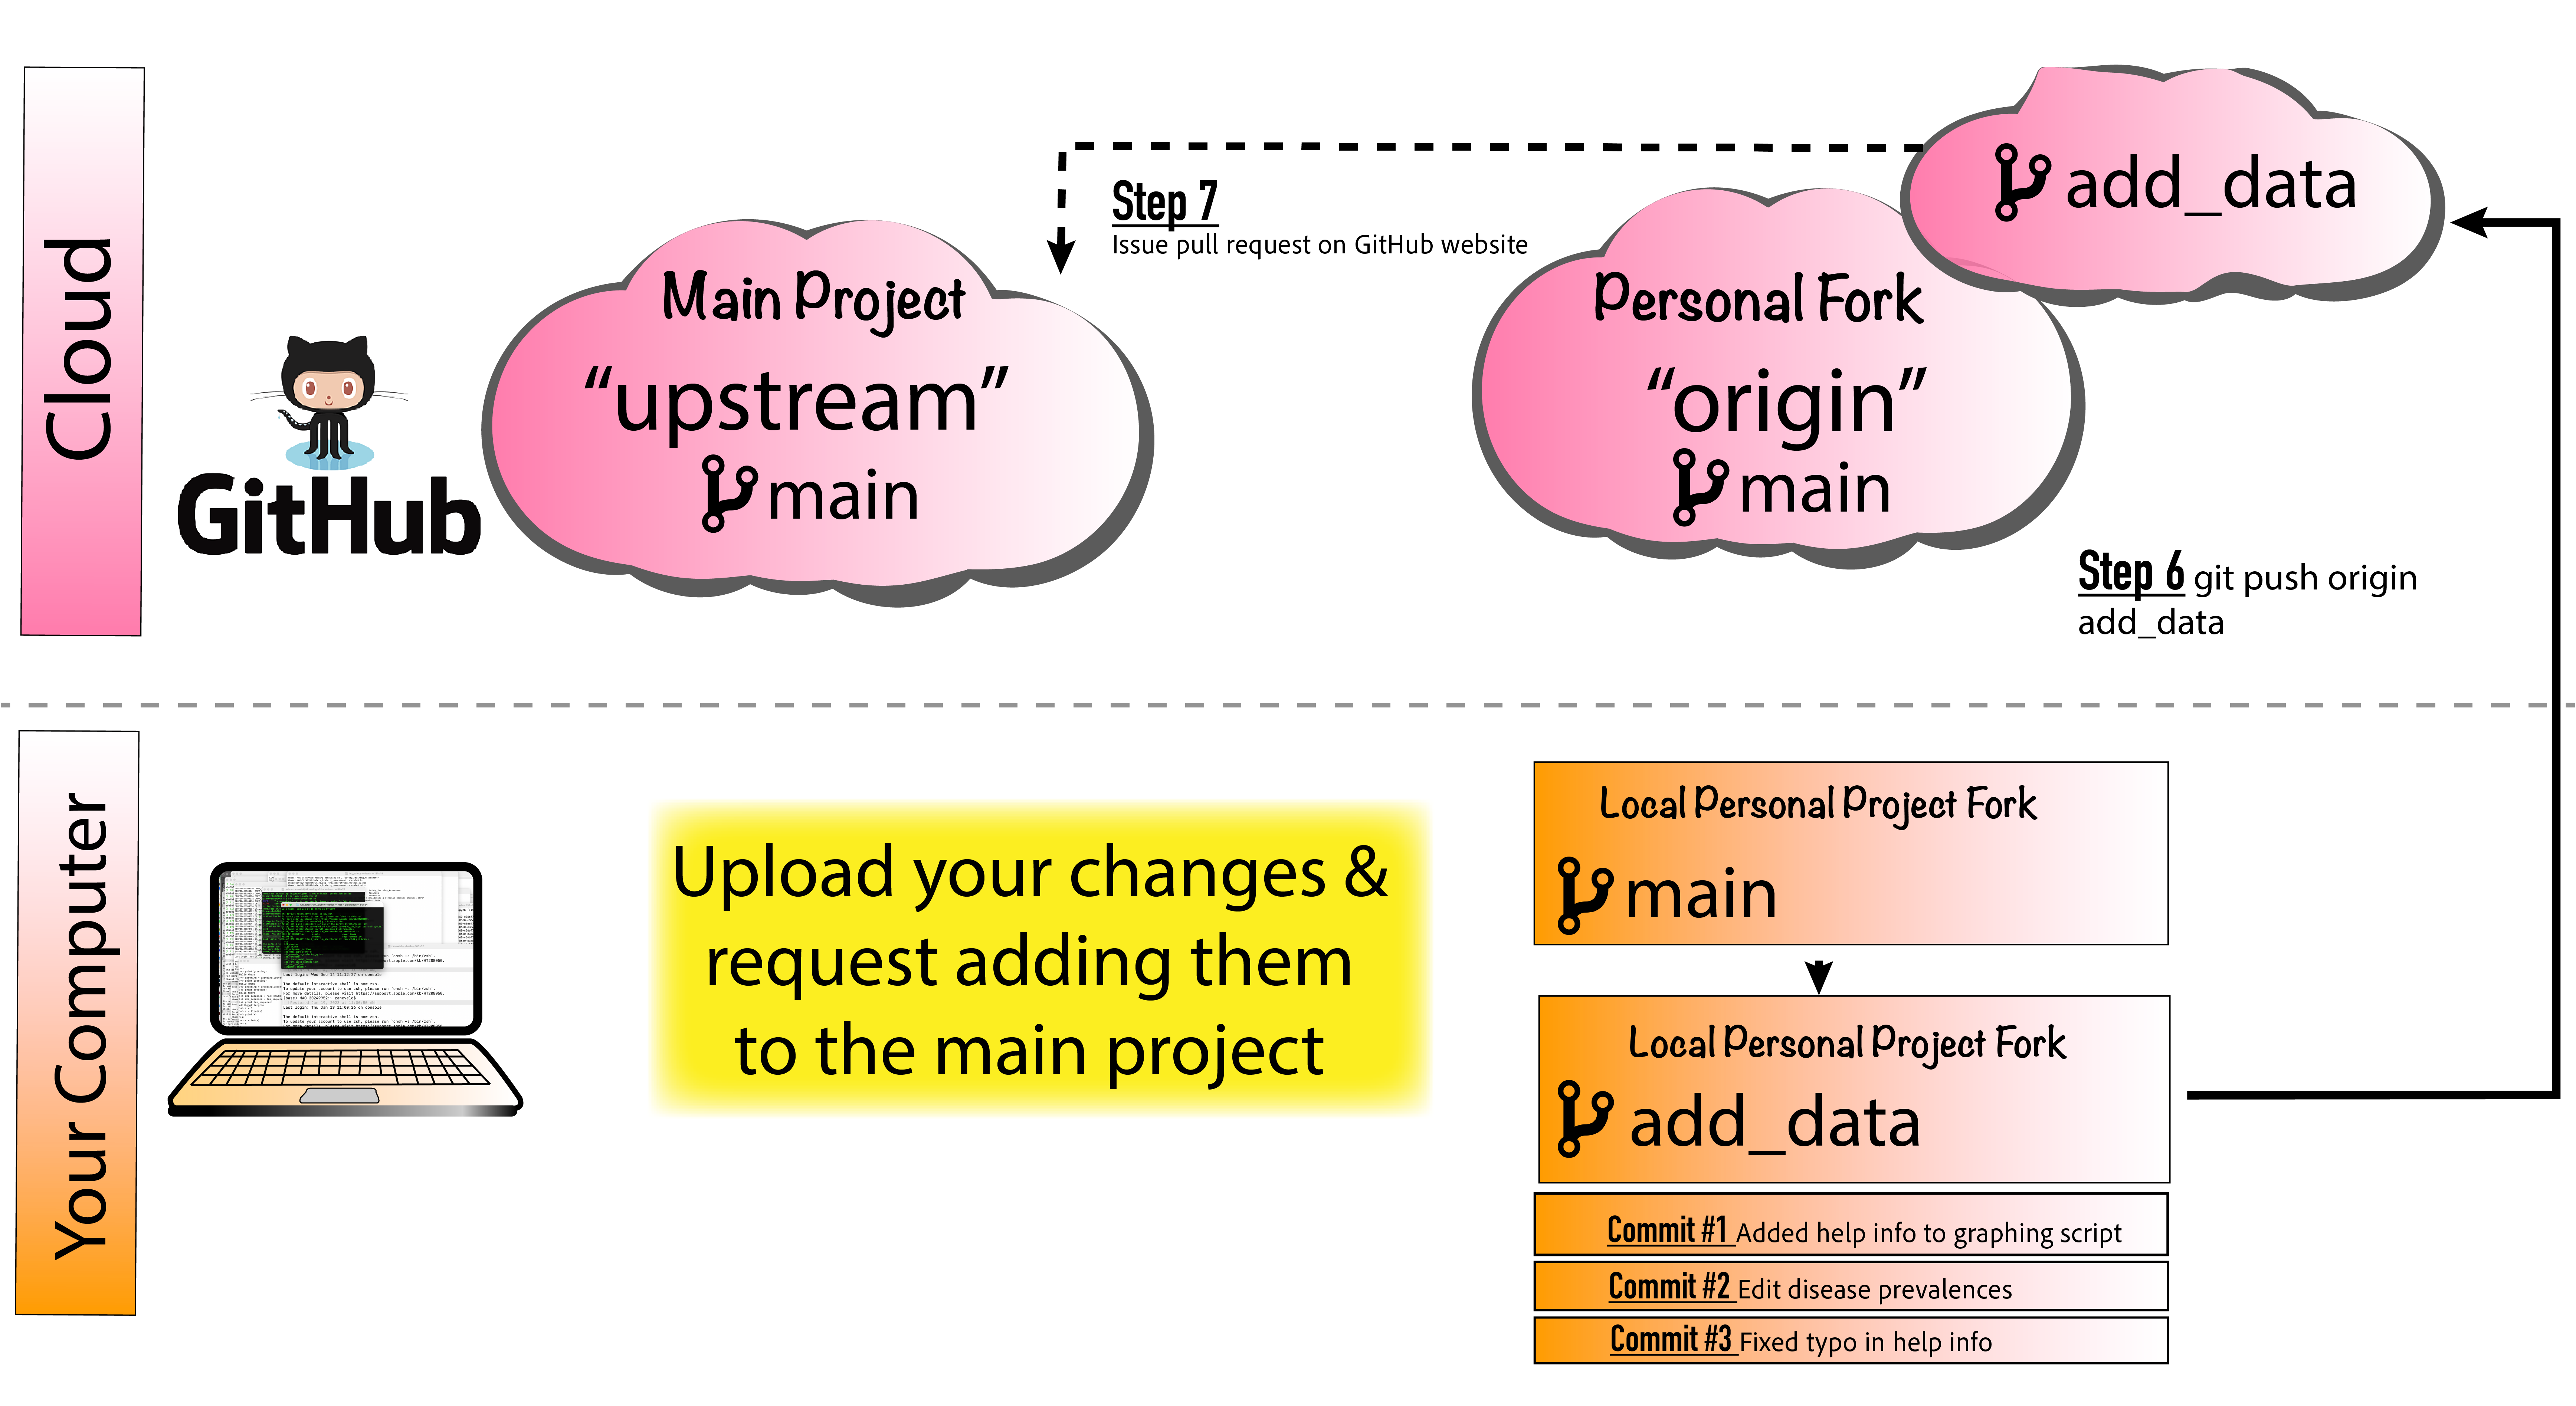 Cloud
GitHub
Main Project
“upstream”
main
Step 7
Issue pull request on GitHub website
Personal Fork
“origin”
main
add_data
Step 6 git push origin
add_data
Your Computer
Upload your changes &
request adding them
to the main project
Local Personal Project Fork
main
Local Personal Project Fork
add_data
Commit #1 Added help info to graphing script
Commit #2 Edit disease prevalences
Commit #3 Fixed typo in help info